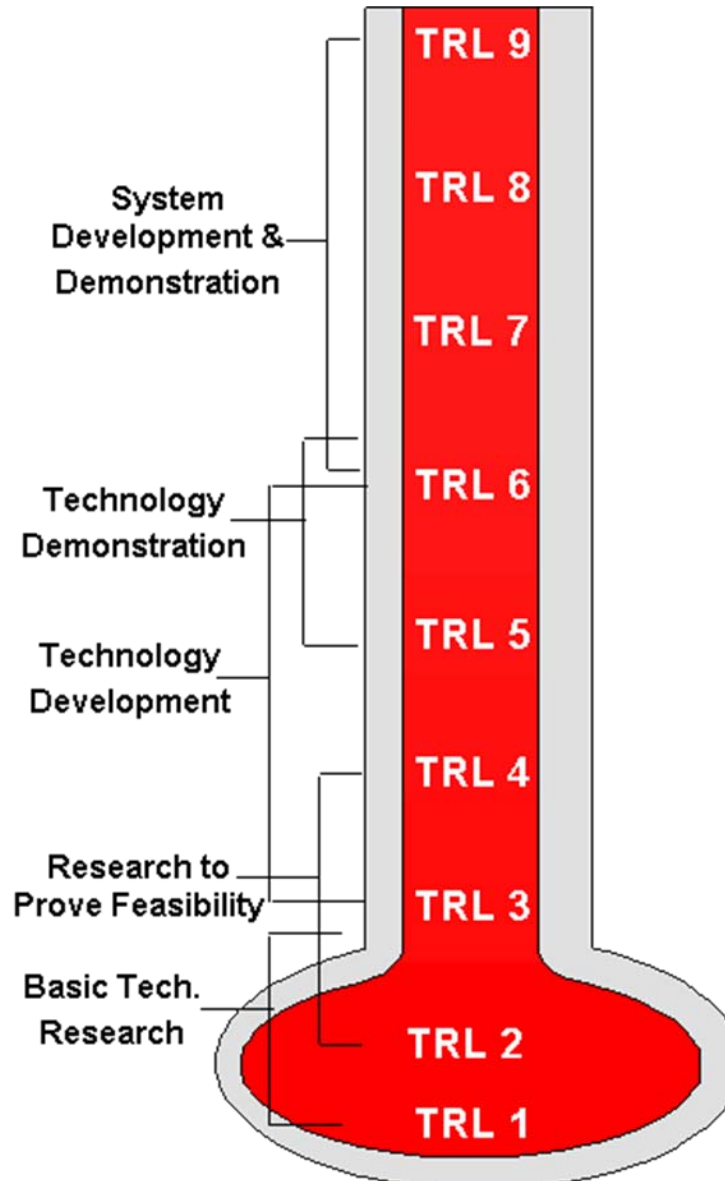 TRL 9
TRL 8
System
Development &
Demonstration
TRL 7
TRL 6
Technology
Demonstration
TRL 5
Technology
Development
TRL 4
Research to
Prove Feasibility
TRL 3
Basic Tech.
Research
TRL 2
TRL 1